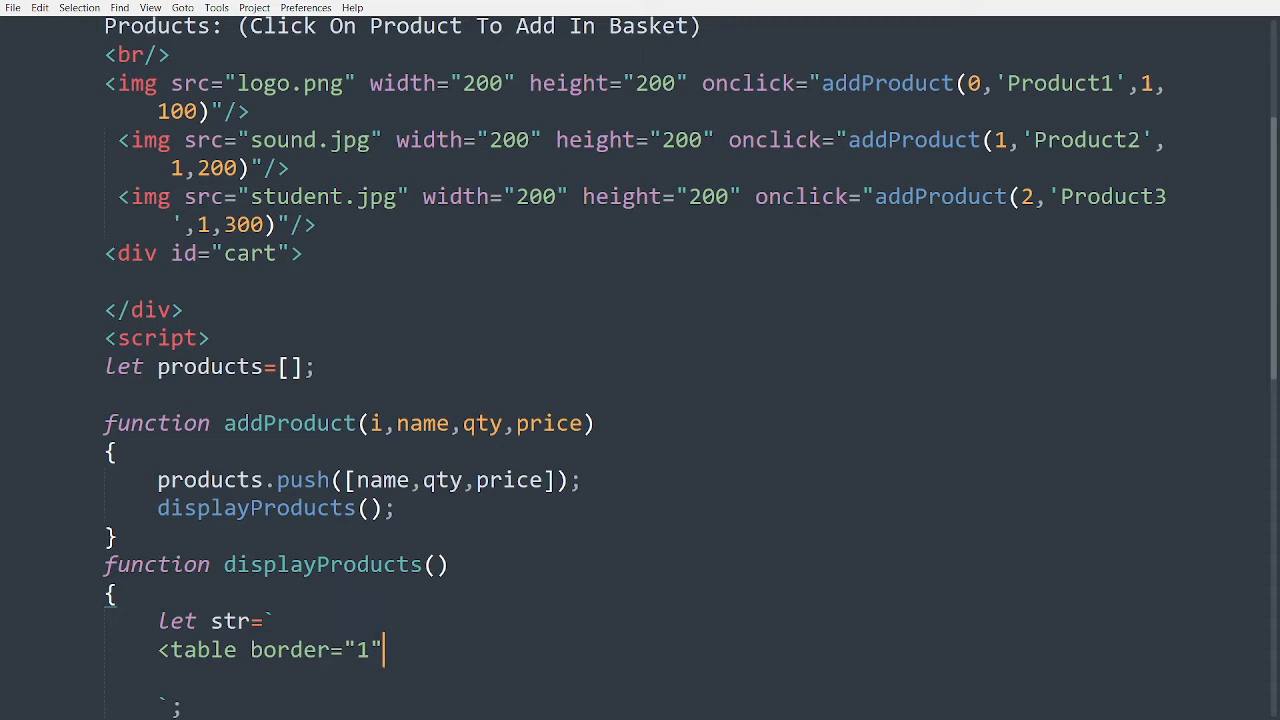 File Edit Selection Find View Goto Tools Project Preferences Help
Products: (Click On Product To Add In Basket)
<br/>
<img src="logo.png" width="200" height="200" onclick="addProduct(0,'Product1',1,
100)"/>
<img src="sound.jpg" width="200" height="200" onclick="addProduct(1,'Product2',
1,200)"/>
<img src="student.jpg" width="200" height="200" onclick="addProduct(2,'Product3
',1,300)"/>
<div id="cart">
</div>
<script>
let products=[];
function addProduct(i,name,qty,price)
{
products.push([name,qty,price]);
displayProducts();
}
function displayProducts()
{
let str=`
<table border="1"
`;